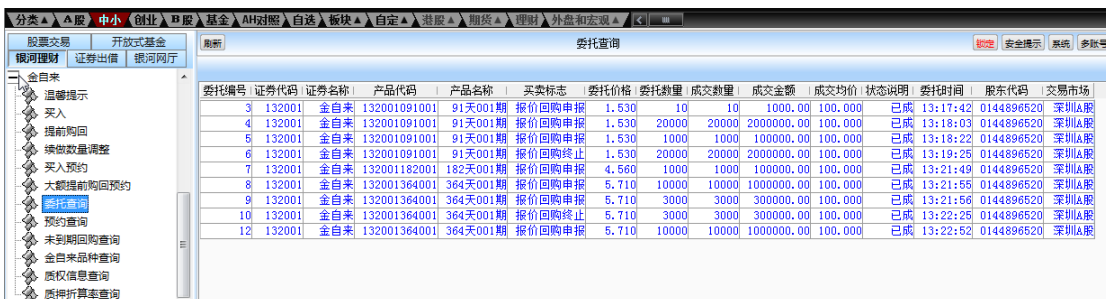 分类▲ A股 中小 创业 B股 基金 AH对照 自选 板块▲ 自定▲ 港股▲ 期货▲ 理财 外盘和宏观▲
股票交易 开放式基金 刷新 委托查询 锁定 安全提示 系统 多账号
银河理财 证券出借 银河网厅
金自来
温馨提示
买入
提前购回
续做数量调整
买入预约
大额提前购回预约
委托查询
预约查询
未到期回购查询
金自来品种查询
质权信息查询
质押折算率查询
委托编号 证券代码 证券名称 产品代码 产品名称 买卖标志 委托价格 委托数量 成交数量 成交金额 成交均价 状态说明 委托时间 股东代码 交易市场
3 132001 金自来 132001091001 91天001期 报价回购申报 1.530 10 10 1000.00 100.000 已成 13:17:42 0144896520 深圳A股
4 132001 金自来 132001091001 91天001期 报价回购申报 1.530 20000 20000 2000000.00 100.000 已成 13:18:03 0144896520 深圳A股
5 132001 金自来 132001091001 91天001期 报价回购申报 1.530 1000 1000 100000.00 100.000 已成 13:18:22 0144896520 深圳A股
6 132001 金自来 132001091001 91天001期 报价回购终止 1.530 20000 20000 2000000.00 100.000 已成 13:19:25 0144896520 深圳A股
7 132001 金自来 132001182001 182天001期 报价回购申报 4.560 1000 1000 100000.00 100.000 已成 13:21:49 0144896520 深圳A股
8 132001 金自来 132001364001 364天001期 报价回购申报 5.710 10000 10000 1000000.00 100.000 已成 13:21:55 0144896520 深圳A股
9 132001 金自来 132001364001 364天001期 报价回购申报 5.710 3000 3000 300000.00 100.000 已成 13:21:56 0144896520 深圳A股
10 132001 金自来 132001364001 364天001期 报价回购终止 5.710 3000 3000 300000.00 100.000 已成 13:22:25 0144896520 深圳A股
12 132001 金自来 132001364001 364天001期 报价回购申报 5.710 10000 10000 1000000.00 100.000 已成 13:22:52 0144896520 深圳A股